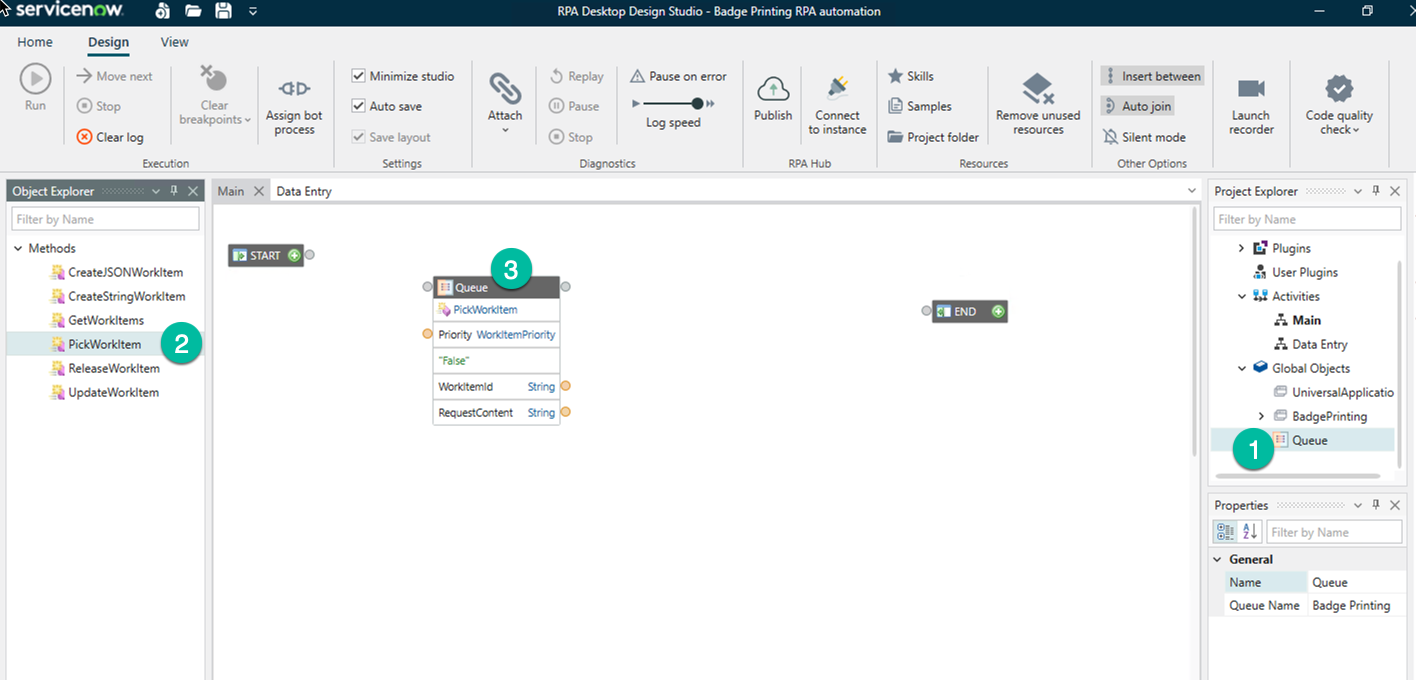 servicenow.
RPA Desktop Design Studio - Badge Printing RPA automation
Home
Design
View
Run
Move next
Stop
Clear log
Clear
breakpoints
Assign bot
process
Execution
Minimize studio
Auto save
Save layout
Settings
Attach
Replay
Pause
Stop
Pause on error
Log speed
Diagnostics
Publish
Connect
to instance
RPA Hub
Skills
Samples
Project folder
Remove unused
resources
Resources
Insert between
Auto join
Silent mode
Other Options
Launch
recorder
Code quality
check
Object Explorer
Filter by Name
Methods
CreateJSONWorkItem
CreateStringWorkItem
GetWorkItems
PickWorkItem
2
ReleaseWorkItem
UpdateWorkItem
Main
Data Entry
START
3
Queue
PickWorkItem
Priority WorkItemPriority
"False"
WorkItemId String
RequestContent String
END
Project Explorer
Filter by Name
Plugins
User Plugins
Activities
Main
Data Entry
Global Objects
UniversalApplicatio
BadgePrinting
1
Queue
Properties
A
Z
Filter by Name
General
Name Queue
Queue Name Badge Printing